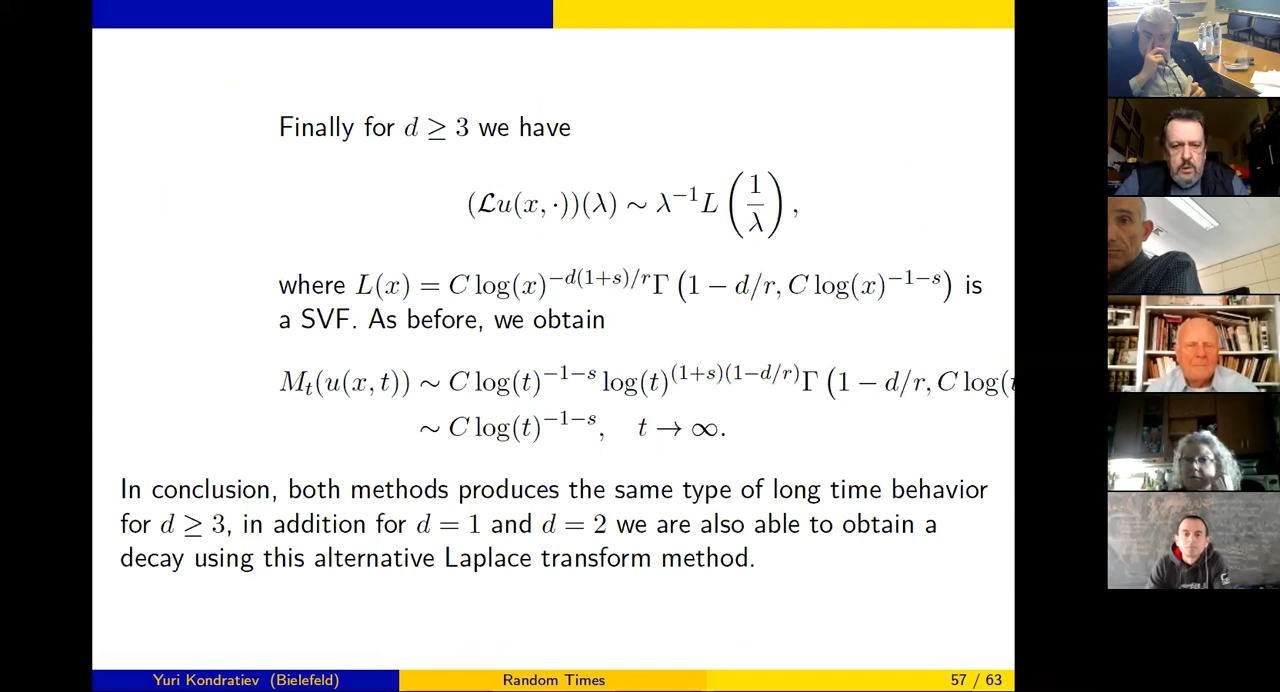 Finally for d ≥ 3 we have
(ℒu(x, ·))(λ) ∼ λ⁻¹L(1/λ),
where L(x) = C log(x)^{−d(1+s)/r}Γ (1 − d/r, C log(x)^{−1−s}) is
a SVF. As before, we obtain
M_t(u(x, t)) ∼ C log(t)^{−1−s} log(t)^{(1+s)(1−d/r)}Γ (1 − d/r, C log(
∼ C log(t)^{−1−s}, t → ∞.
In conclusion, both methods produces the same type of long time behavior
for d ≥ 3, in addition for d = 1 and d = 2 we are also able to obtain a
decay using this alternative Laplace transform method.
Yuri Kondratiev (Bielefeld)
Random Times
57 / 63